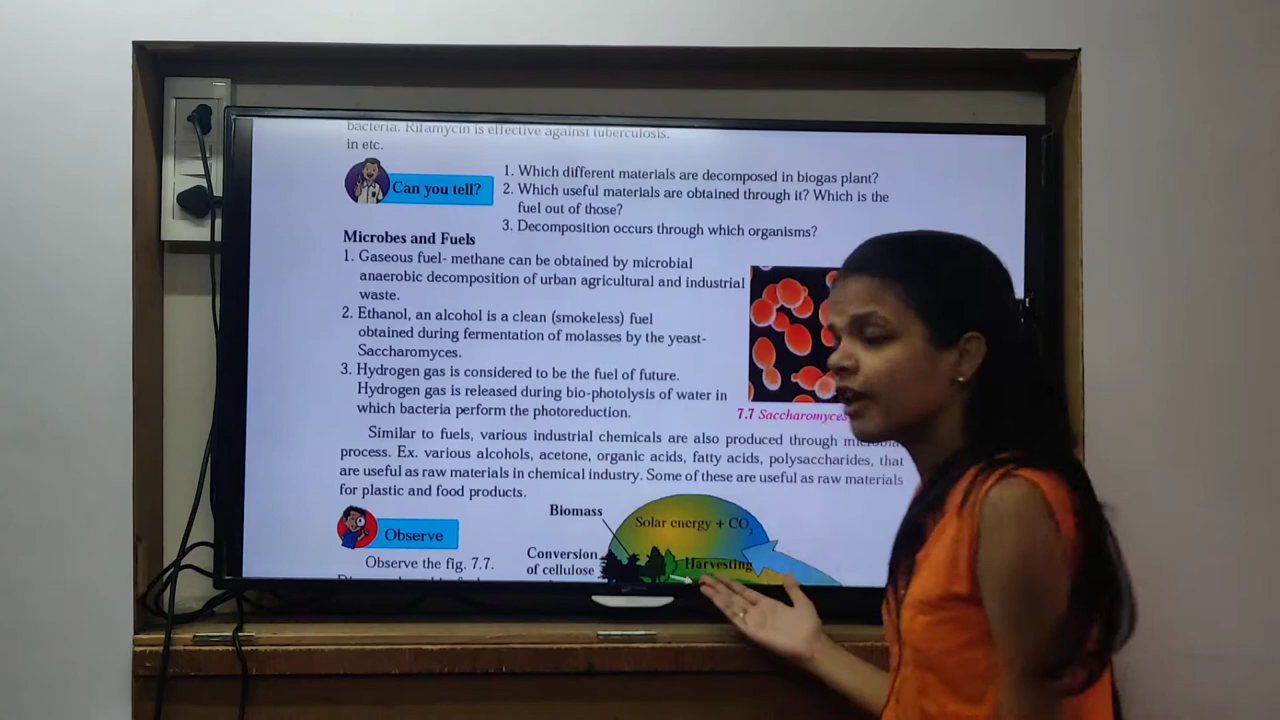 bacteria. Rifamycin is effective against tuberculosis.
in etc.
Can you tell?
1. Which different materials are decomposed in biogas plant?
2. Which useful materials are obtained through it? Which is the
fuel out of those?
3. Decomposition occurs through which organisms?
Microbes and Fuels
1. Gaseous fuel- methane can be obtained by microbial
anaerobic decomposition of urban agricultural and industrial
waste.
2. Ethanol, an alcohol is a clean (smokeless) fuel
obtained during fermentation of molasses by the yeast-
Saccharomyces.
3. Hydrogen gas is considered to be the fuel of future.
Hydrogen gas is released during bio-photolysis of water in
which bacteria perform the photoreduction.
7.7 Saccharomyces
Similar to fuels, various industrial chemicals are also produced through microbial
process. Ex. various alcohols, acetone, organic acids, fatty acids, polysaccharides, that
are useful as raw materials in chemical industry. Some of these are useful as raw materials
for plastic and food products.
Observe
Observe the fig. 7.7.
Biomass
Solar energy + CO2
Conversion
of cellulose
Harvesting